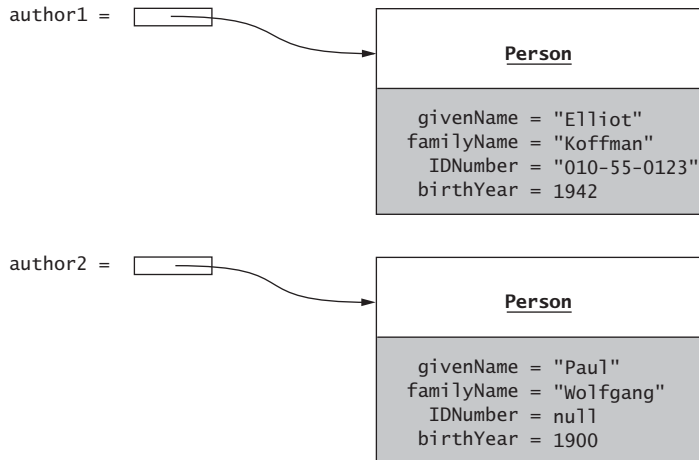 author1 =
Person
givenName = "Elliot"
familyName = "Koffman"
IDNumber = "010-55-0123"
birthYear = 1942
author2 =
Person
givenName = "Paul"
familyName = "Wolfgang"
IDNumber = null
birthYear = 1900